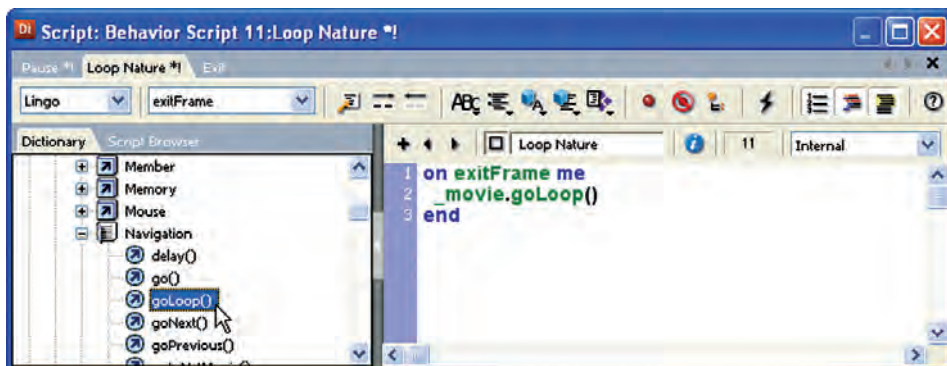 Di Script: Behavior Script 11:Loop Nature *!
Pause *! Loop Nature *! Exit
Lingo exitFrame
Dictionary Script Browser
Loop Nature 11 Internal
Member
Memory
Mouse
Navigation
delay()
go()
goLoop()
goNext()
goPrevious()
1 on exitFrame me
2 _movie.goLoop()
3 end